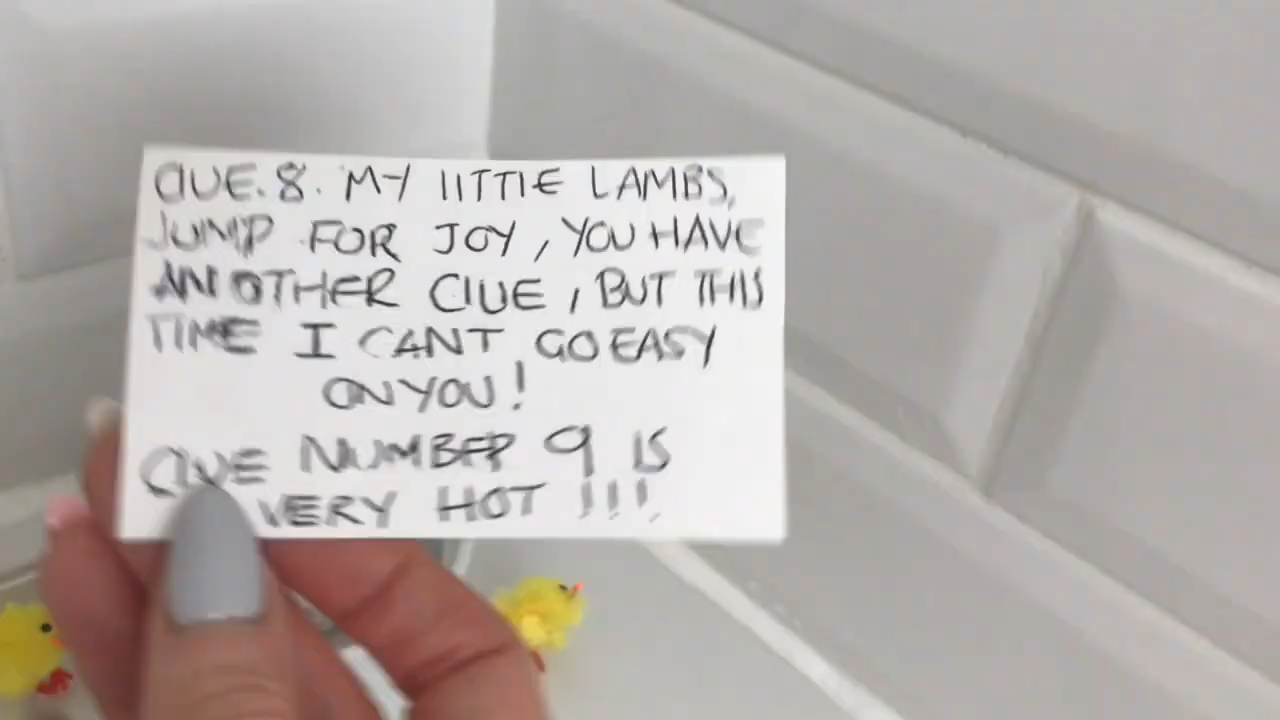 CLUE.8. MY LITTLE LAMBS,
JUMP FOR JOY, YOU HAVE
ANOTHER CLUE, BUT THIS
TIME I CANT GO EASY
ON YOU!
CLUE NUMBER 9 IS
VERY HOT !!!